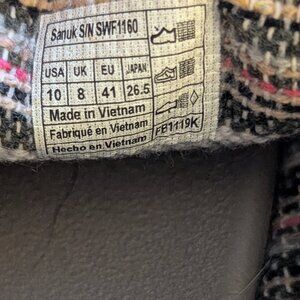 Sanuk S/N SWF1160
USA UK EU JAPAN
10 8 41 26.5
Made in Vietnam
Fabriqué en Vietnam
Hecho en Vietnam
FB1119K